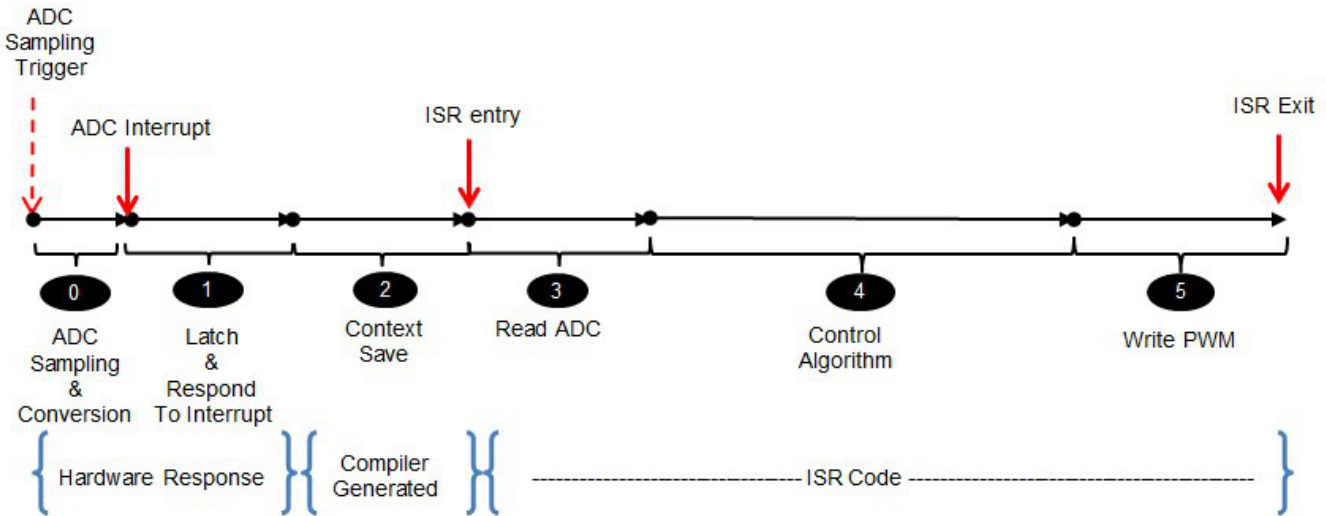 ADC
Sampling
Trigger
ADC Interrupt
ISR entry
ISR Exit
0
1
2
3
4
5
ADC
Sampling
&
Conversion
Latch
&
Respond
To Interrupt
Context
Save
Read ADC
Control
Algorithm
Write PWM
Hardware Response
Compiler
Generated
ISR Code